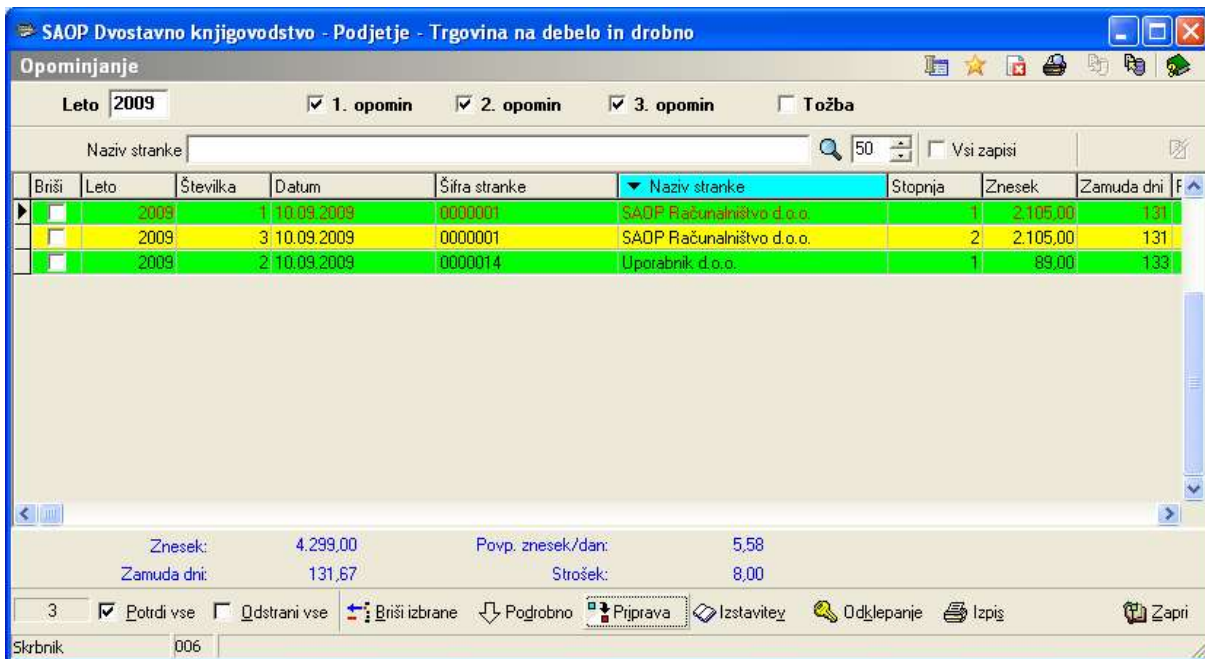 SAOP Dvostavno knjigovodstvo - Podjetje - Trgovina na debelo in drobno
Opominjanje
Leto 2009 1. opomin 2. opomin 3. opomin Tožba
Naziv stranke 50 Vsi zapisi
Briši Leto Številka Datum Šifra stranke Naziv stranke Stopnja Znesek Zamuda dni
2009 1 10.09.2009 0000001 SAOP Računalništvo d.o.o. 1 2.105,00 131
2009 3 10.09.2009 0000001 SAOP Računalništvo d.o.o. 2 2.105,00 131
2009 2 10.09.2009 0000014 Uporabnik d.o.o. 1 89,00 133
Znesek: 4.299,00 Povp. znesek/dan: 5,58
Zamuda dni: 131,67 Strošek: 8,00
3 Potrdi vse Odstrani vse Briši izbrane Podrobno Priprava Izstavitev Odklepanje Izpis Zapri
Skrbnik 006